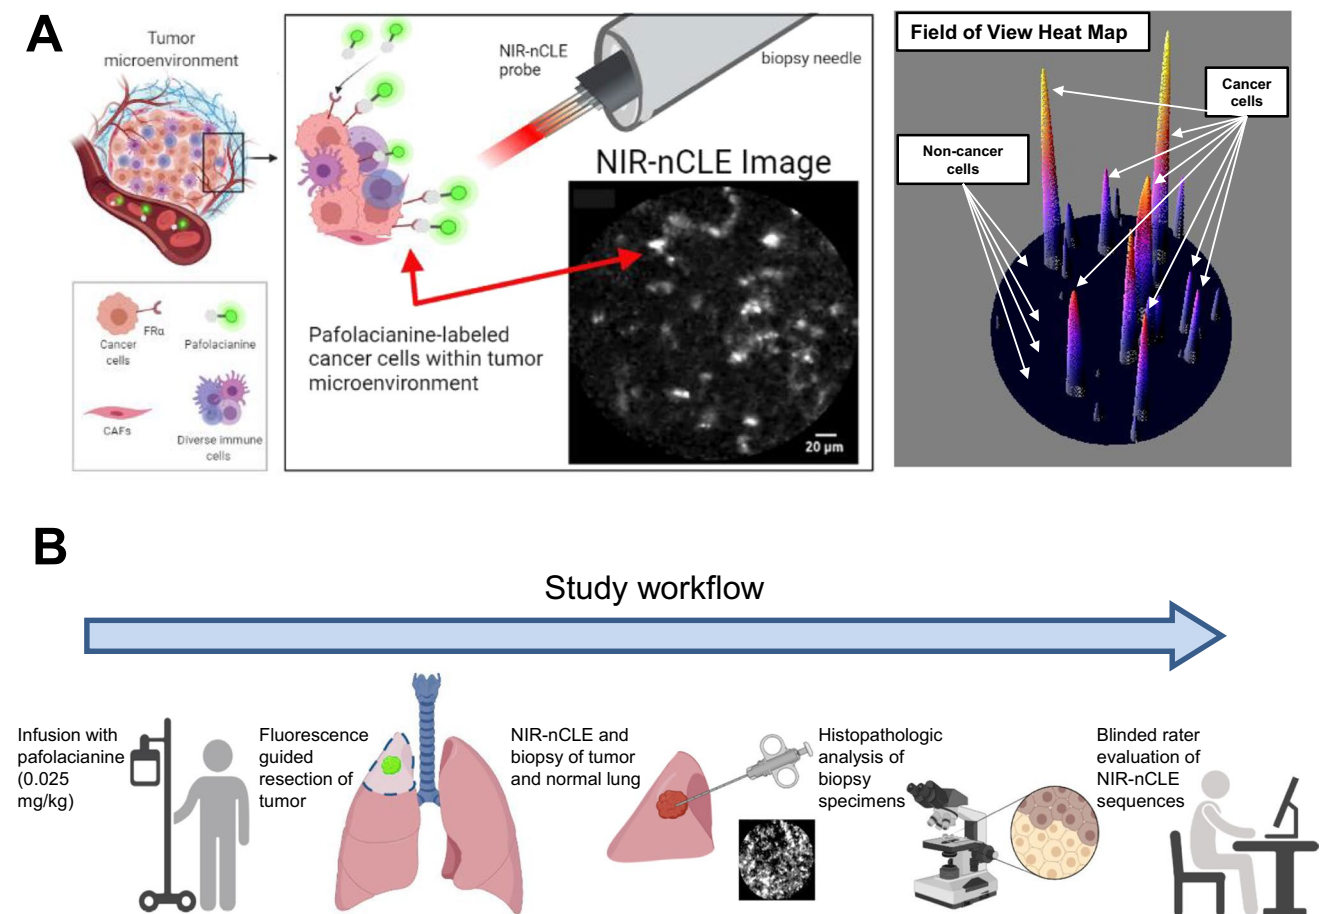 A
Tumor
microenvironment
FRα
Cancer
cells
Pafolacianine
CAFs
Diverse immune
cells
NIR-nCLE
probe
biopsy needle
NIR-nCLE Image
Pafolacianine-labeled
cancer cells within tumor
microenvironment
20 µm
Field of View Heat Map
Cancer
cells
Non-cancer
cells
B
Study workflow
Infusion with
pafolacianine
(0.025
mg/kg)
Fluorescence
guided
resection of
tumor
NIR-nCLE and
biopsy of tumor
and normal lung
Histopathologic
analysis of
biopsy
specimens
Blinded rater
evaluation of
NIR-nCLE
sequences